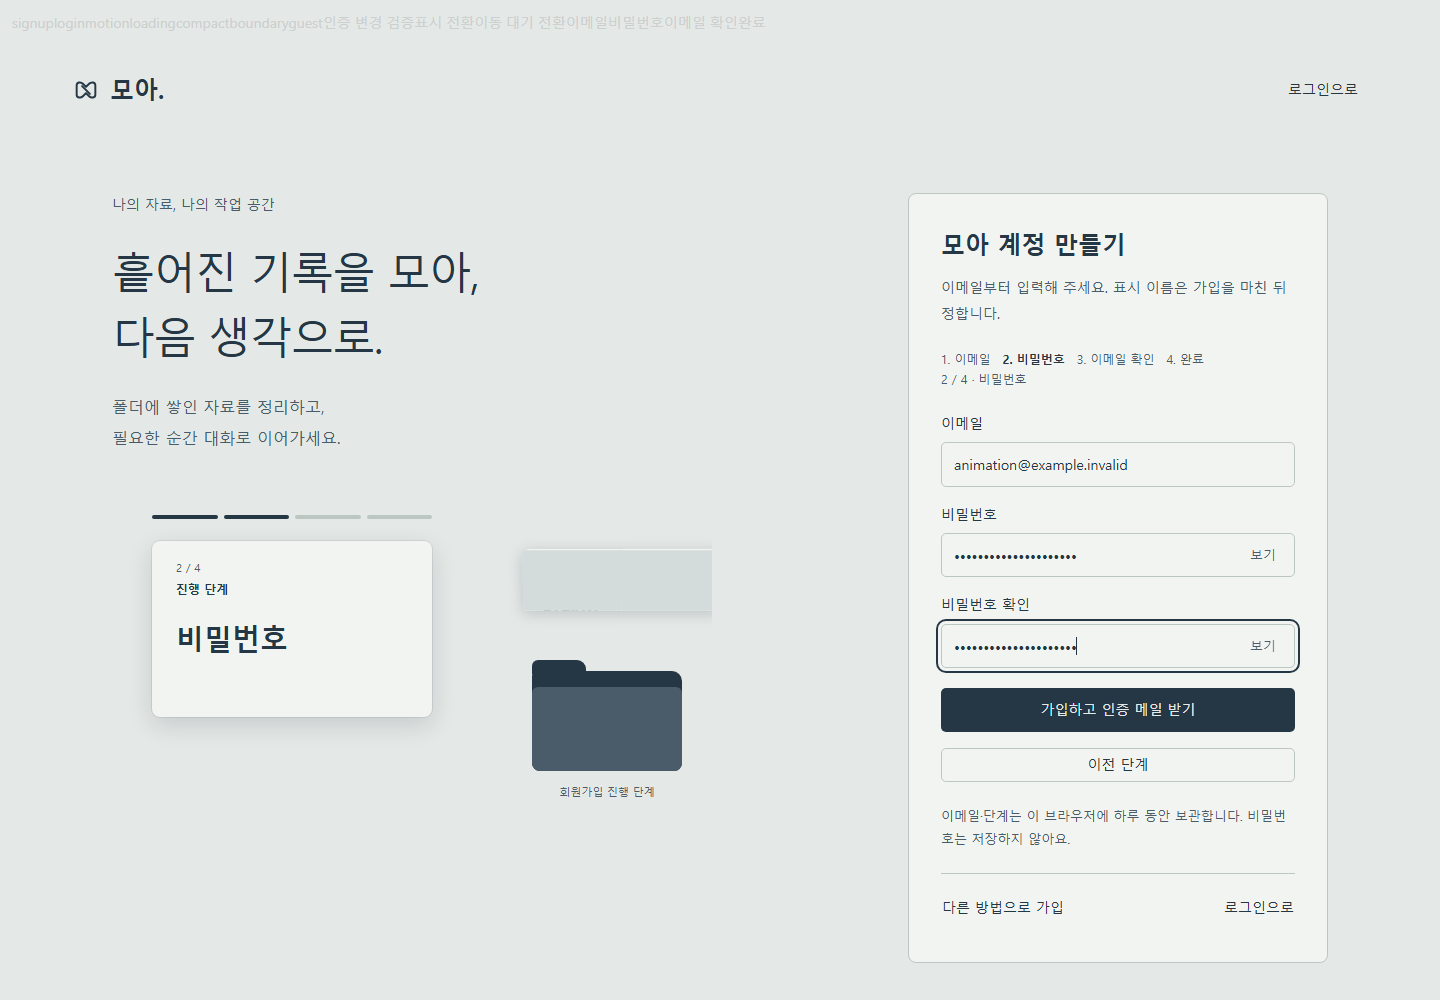 signuploginmotionloadingcompactboundaryguest인증 변경 검증표시 전환이동 대기 전환이메일비밀번호이메일 확인완료
모아.
로그인으로
나의 자료, 나의 작업 공간
흩어진 기록을 모아,
다음 생각으로.
폴더에 쌓인 자료를 정리하고,
필요한 순간 대화로 이어가세요.
2 / 4
진행 단계
비밀번호
회원가입 진행 단계
모아 계정 만들기
이메일부터 입력해 주세요. 표시 이름은 가입을 마친 뒤
정합니다.
1. 이메일 2. 비밀번호 3. 이메일 확인 4. 완료
2 / 4 · 비밀번호
이메일
animation@example.invalid
비밀번호
•••••••••••••••••••••
보기
비밀번호 확인
•••••••••••••••••••••
보기
가입하고 인증 메일 받기
이전 단계
이메일·단계는 이 브라우저에 하루 동안 보관합니다. 비밀번
호는 저장하지 않아요.
다른 방법으로 가입
로그인으로